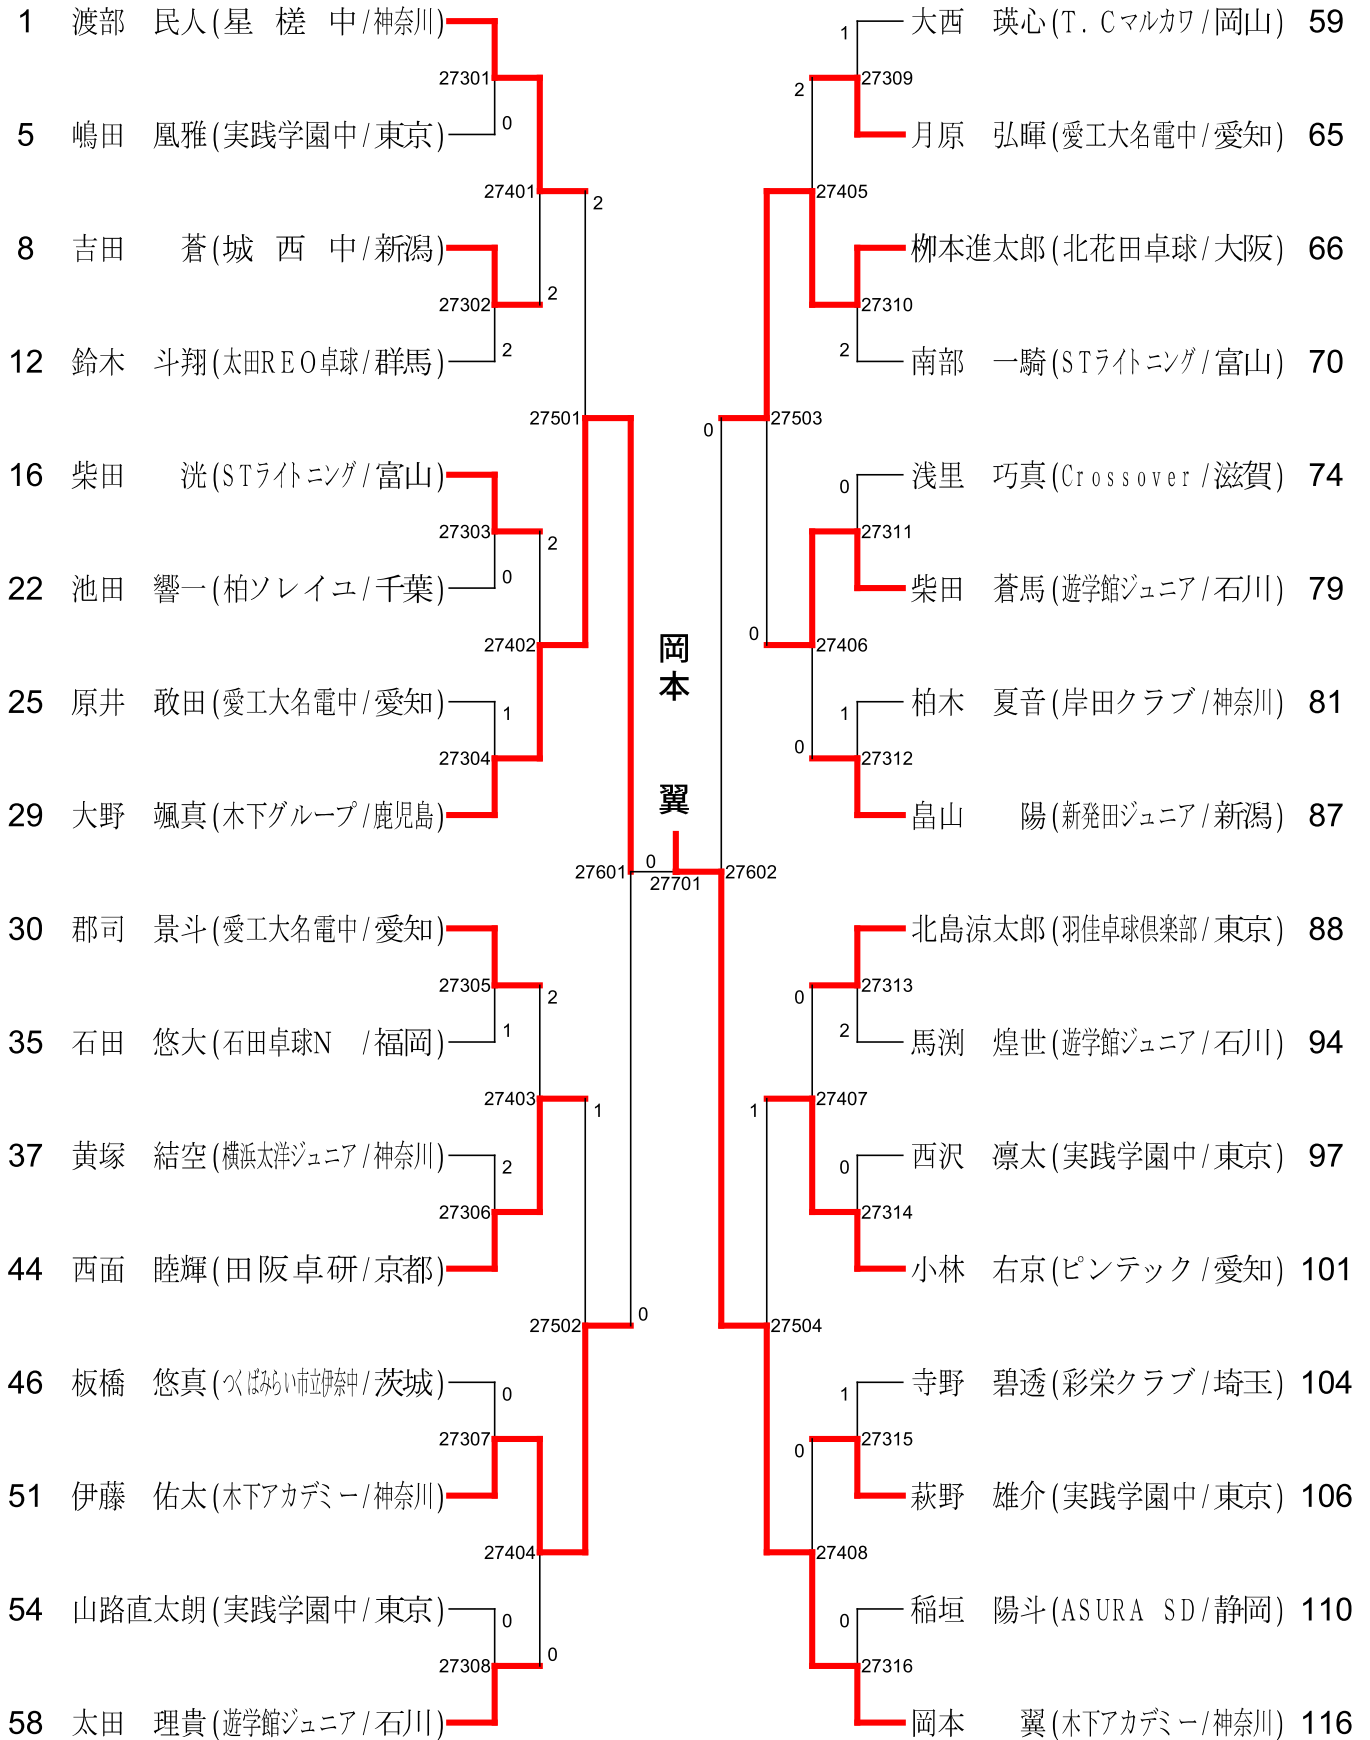 1 渡部 民人(星 槎 中/神奈川)
27301
0
5 嶋田 凰雅(実践学園中/東京)
27401
2
8 吉田 蒼(城 西 中/新潟)
27302
2
2
12 鈴木 斗翔(太田REO卓球/群馬)
27501
16 柴田 洸(STライトニング/富山)
27303
2
0
22 池田 響一(柏ソレイユ/千葉)
27402
25 原井 敢田(愛工大名電中/愛知)
1
27304
29 大野 颯真(木下グループ/鹿児島)
27601
0
27701
30 郡司 景斗(愛工大名電中/愛知)
27305
2
1
35 石田 悠大(石田卓球N /福岡)
27403
1
37 黄塚 結空(横浜太洋ジュニア/神奈川)
2
27306
44 西面 睦輝(田阪卓研/京都)
27502
0
46 板橋 悠真(つくばみらい市立伊奈中/茨城)
0
27307
51 伊藤 佑太(木下アカデミー/神奈川)
27404
54 山路直太朗(実践学園中/東京)
0
27308
0
58 太田 理貴(遊学館ジュニア/石川)
岡本 翼
大西 瑛心(T.Cマルカワ/岡山) 59
1
27309
2
月原 弘暉(愛工大名電中/愛知) 65
27405
栁本進太郎(北花田卓球/大阪) 66
27310
2
南部 一騎(STライトニング/富山) 70
27503
0
浅里 巧真(Crossover/滋賀) 74
0
27311
柴田 蒼馬(遊学館ジュニア/石川) 79
0
27406
柏木 夏音(岸田クラブ/神奈川) 81
1
0
27312
畠山 陽(新発田ジュニア/新潟) 87
27602
北島涼太郎(羽佳卓球倶楽部/東京) 88
27313
0
2
馬渕 煌世(遊学館ジュニア/石川) 94
27407
1
西沢 凛太(実践学園中/東京) 97
0
27314
小林 右京(ピンテック/愛知) 101
27504
寺野 碧透(彩栄クラブ/埼玉) 104
1
27315
0
萩野 雄介(実践学園中/東京) 106
27408
稲垣 陽斗(ASURA SD/静岡) 110
0
27316
岡本 翼(木下アカデミー/神奈川) 116